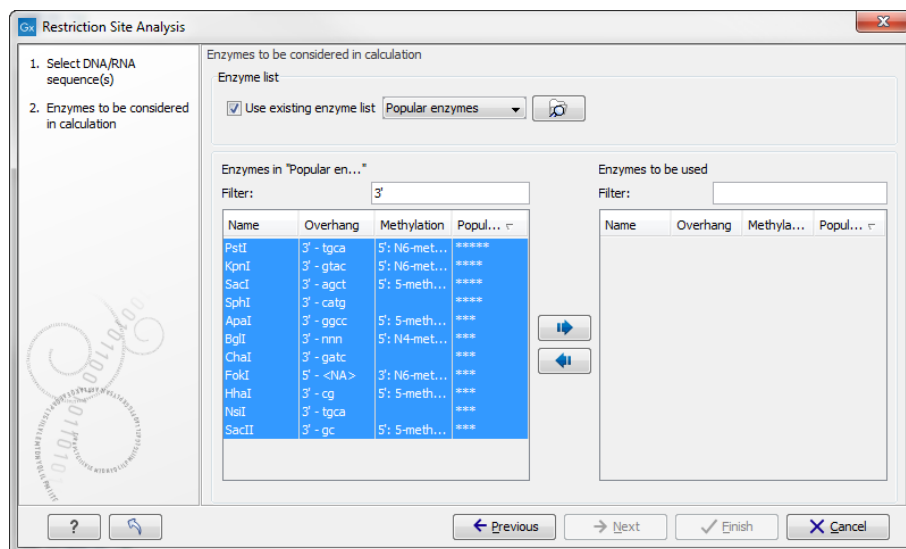 Gx Restriction Site Analysis
x
1. Select DNA/RNA
sequence(s)
2. Enzymes to be considered
in calculation
Enzymes to be considered in calculation
Enzyme list
Use existing enzyme list Popular enzymes
Enzymes in "Popular en..."
Filter: 3'
Name Overhang Methylation Popul...
PstI 3' - tgca 5': N6-met... *****
KpnI 3' - gtac 5': N6-met... ****
SacI 3' - agct 5': 5-meth... ****
SphI 3' - catg ****
ApaI 3' - ggcc 5': 5-meth... ***
BglI 3' - nnn 5': N4-met... ***
ChaI 3' - gatc ***
FokI 5' - <NA> 3': N6-met... ***
HhaI 3' - cg 5': 5-meth... ***
NsiI 3' - tgca ***
SacII 3' - gc 5': 5-meth... ***
Enzymes to be used
Filter:
Name Overhang Methyla... Popul...
? Previous Next Finish Cancel